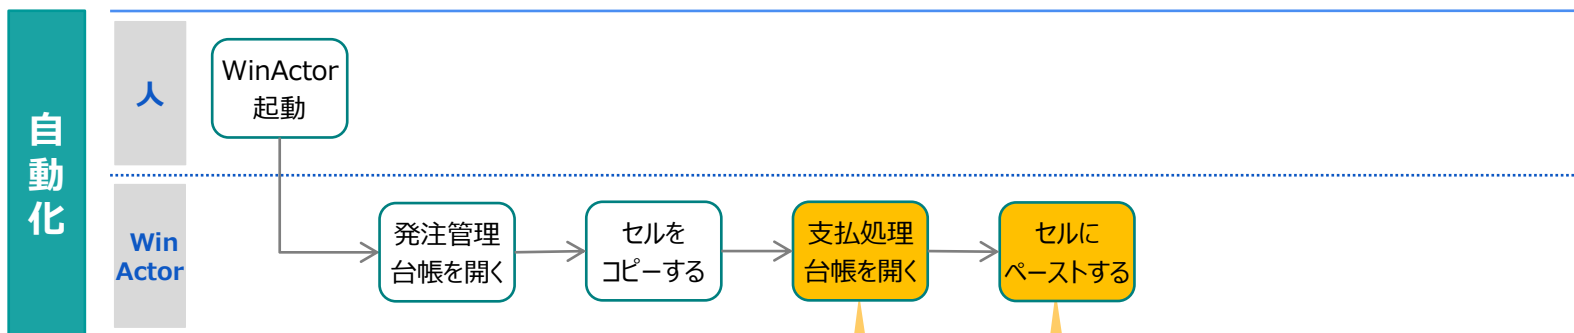 自動化
人
WinActor
起動
Win
Actor
発注管理
台帳を開く
セルを
コピーする
支払処理
台帳を開く
セルに
ペーストする